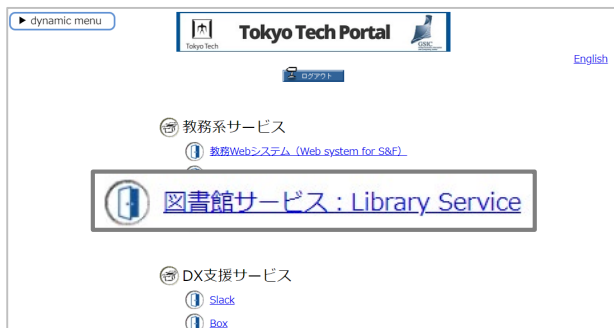 ▶ dynamic menu
Tokyo Tech
Tokyo Tech Portal
GSIC
English
ログアウト
教務系サービス
教務Webシステム（Web system for S&F）
図書館サービス : Library Service
DX支援サービス
Slack
Box